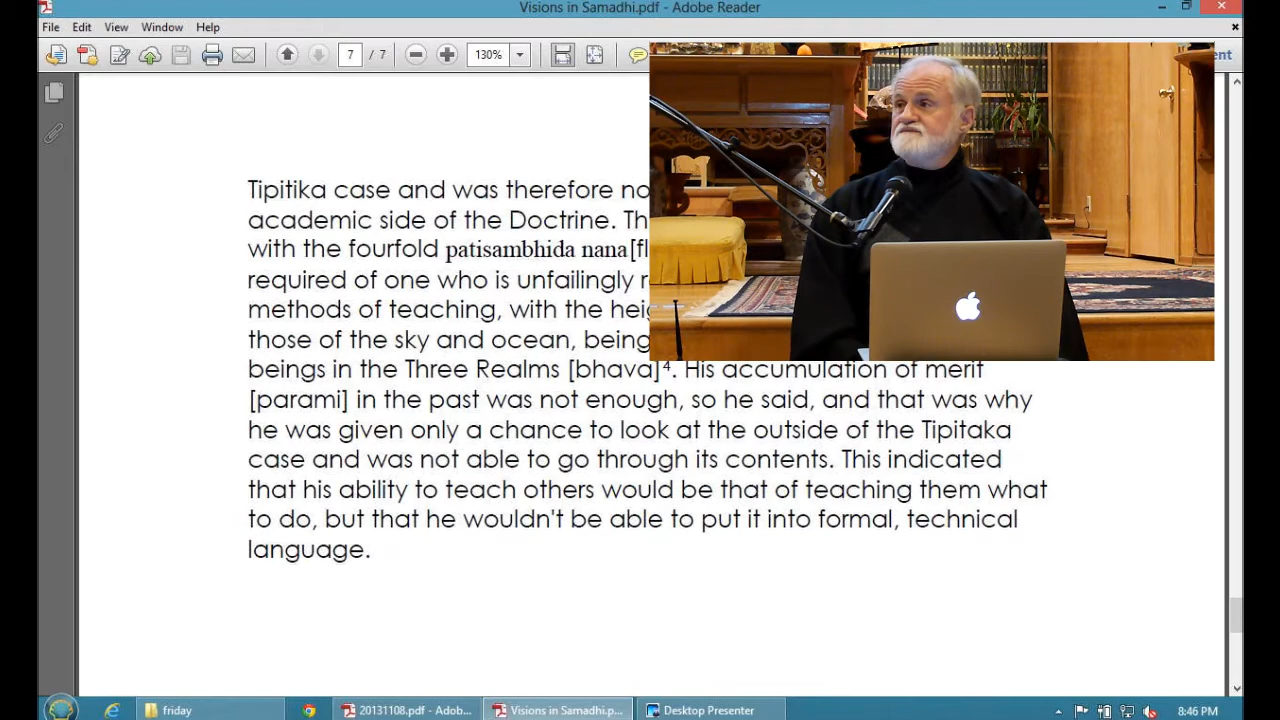 Visions in Samadhi.pdf - Adobe Reader
File Edit View Window Help
7 / 7 130%
Tipitika case and was therefore no
academic side of the Doctrine. Th
with the fourfold patisambhida nana[fl
required of one who is unfailingly r
methods of teaching, with the heig
those of the sky and ocean, being
beings in the Three Realms [bhava]⁴. His accumulation of merit
[parami] in the past was not enough, so he said, and that was why
he was given only a chance to look at the outside of the Tipitaka
case and was not able to go through its contents. This indicated
that his ability to teach others would be that of teaching them what
to do, but that he wouldn't be able to put it into formal, technical
language.
friday 20131108.pdf - Adob... Visions in Samadhi.p... Desktop Presenter 8:46 PM